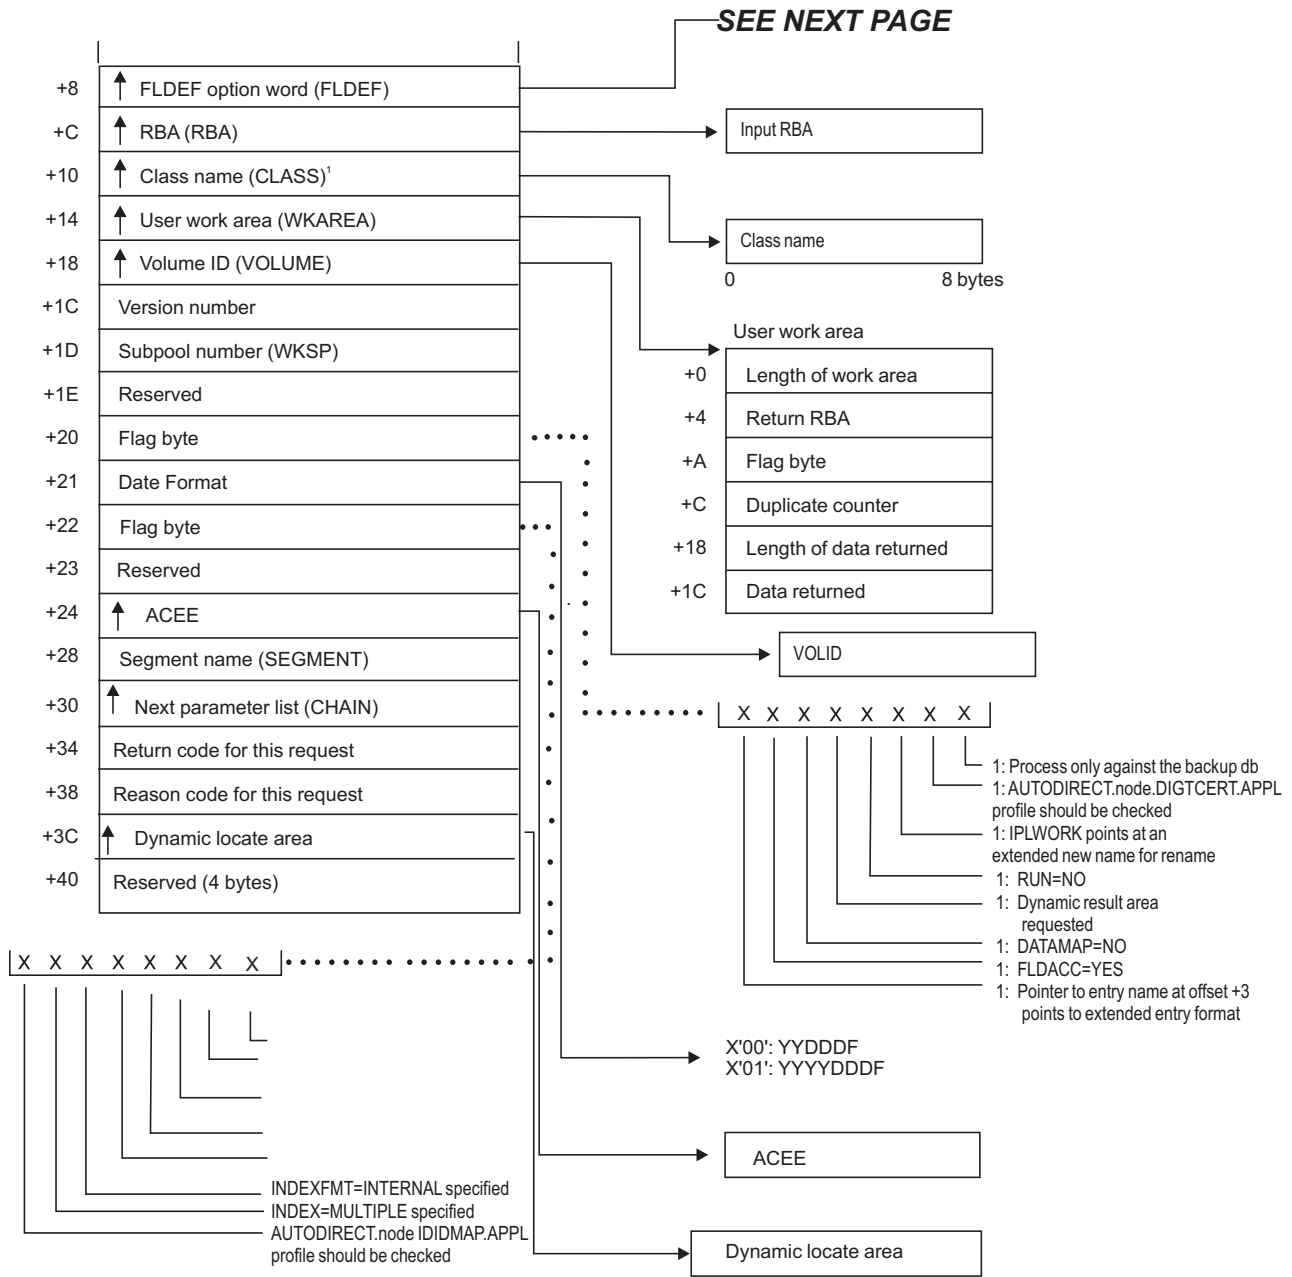 SEE NEXT PAGE
+8 FLDEF option word (FLDEF)
+C RBA (RBA)
+10 Class name (CLASS)¹
+14 User work area (WKAREA)
+18 Volume ID (VOLUME)
+1C Version number
+1D Subpool number (WKSP)
+1E Reserved
+20 Flag byte
+21 Date Format
+22 Flag byte
+23 Reserved
+24 ACEE
+28 Segment name (SEGMENT)
+30 Next parameter list (CHAIN)
+34 Return code for this request
+38 Reason code for this request
+3C Dynamic locate area
+40 Reserved (4 bytes)
Input RBA
Class name
0 8 bytes
User work area
+0 Length of work area
+4 Return RBA
+A Flag byte
+C Duplicate counter
+18 Length of data returned
+1C Data returned
VOLID
X X X X X X X X
1: Process only against the backup db
1: AUTODIRECT.node.DIGTCERT.APPL
profile should be checked
1: IPLWORK points at an
extended new name for rename
1: RUN=NO
1: Dynamic result area
requested
1: DATAMAP=NO
1: FLDACC=YES
1: Pointer to entry name at offset +3
points to extended entry format
X X X X X X X X
INDEXFMT=INTERNAL specified
INDEX=MULTIPLE specified
AUTODIRECT.node IDIDMAP.APPL
profile should be checked
X'00': YYDDDF
X'01': YYYYDDDF
ACEE
Dynamic locate area